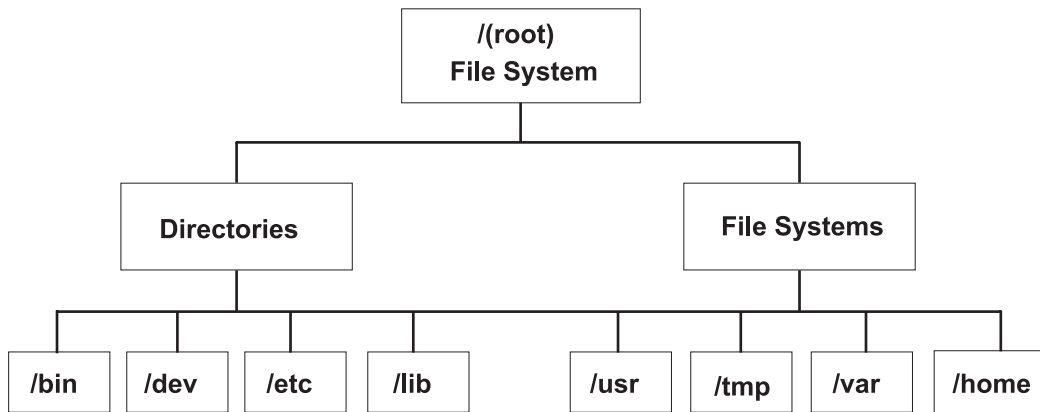 /(root)
File System
Directories
File Systems
/bin
/dev
/etc
/lib
/usr
/tmp
/var
/home